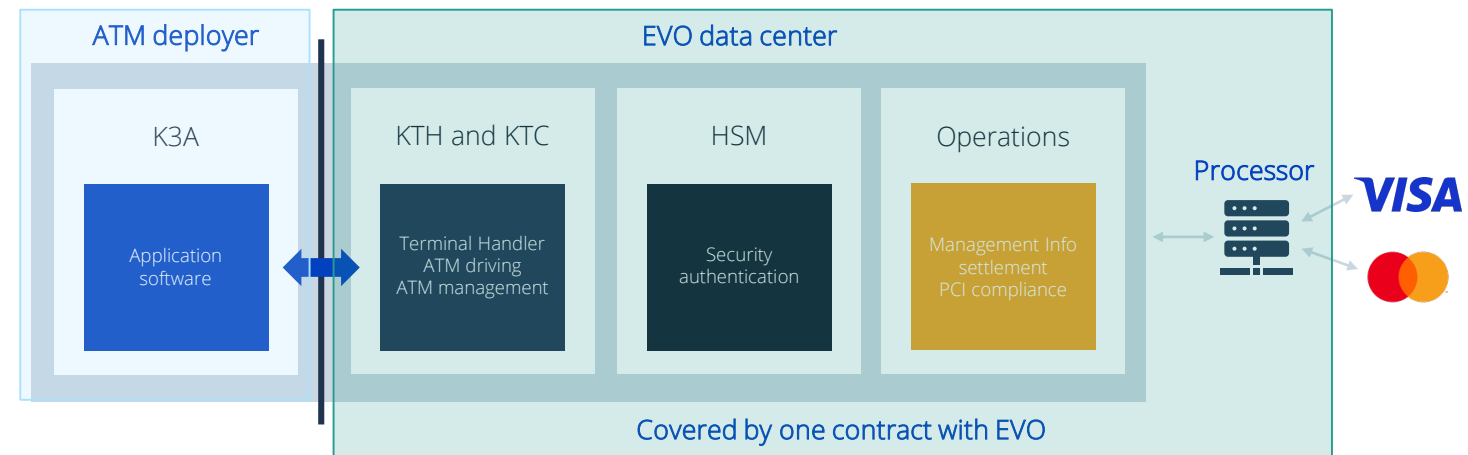 ATM deployer
EVO data center
K3A
KTH and KTC
HSM
Operations
Processor
Application
software
Terminal Handler
ATM driving
ATM management
Security
authentication
Management Info
settlement
PCI compliance
VISA
Covered by one contract with EVO